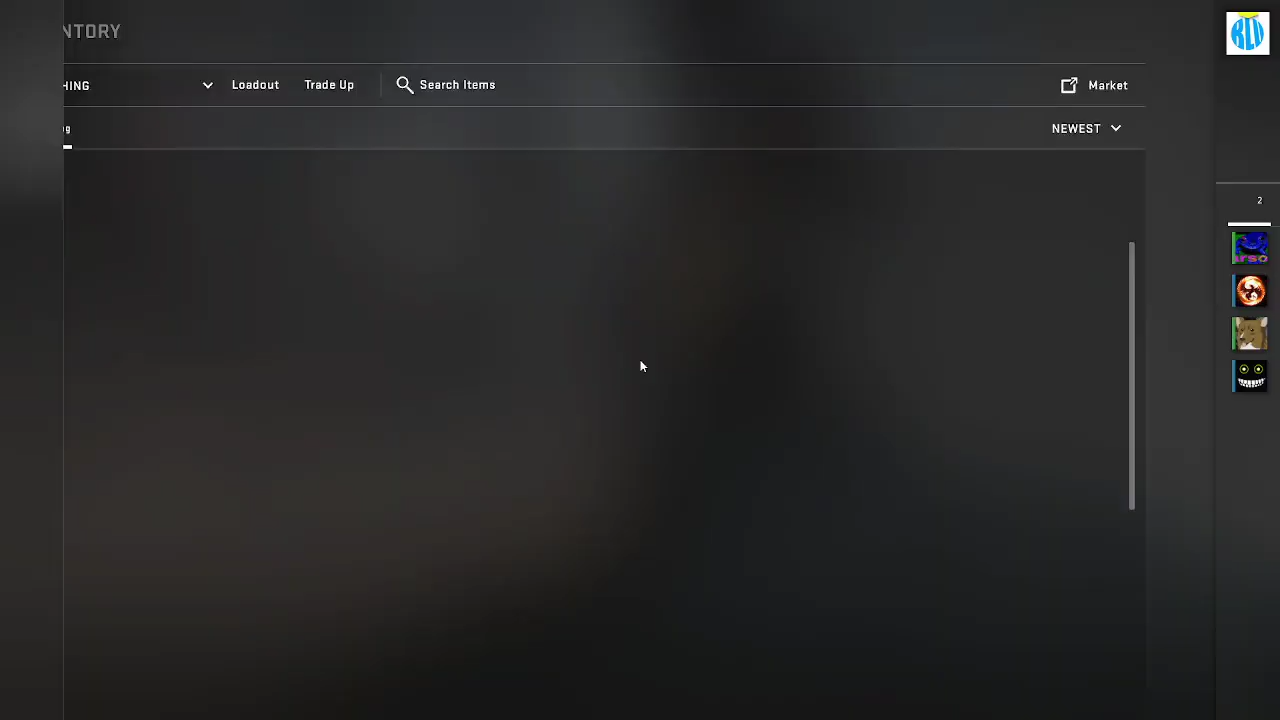 NTORY
HING
Loadout
Trade Up
Search Items
Market
NEWEST
2